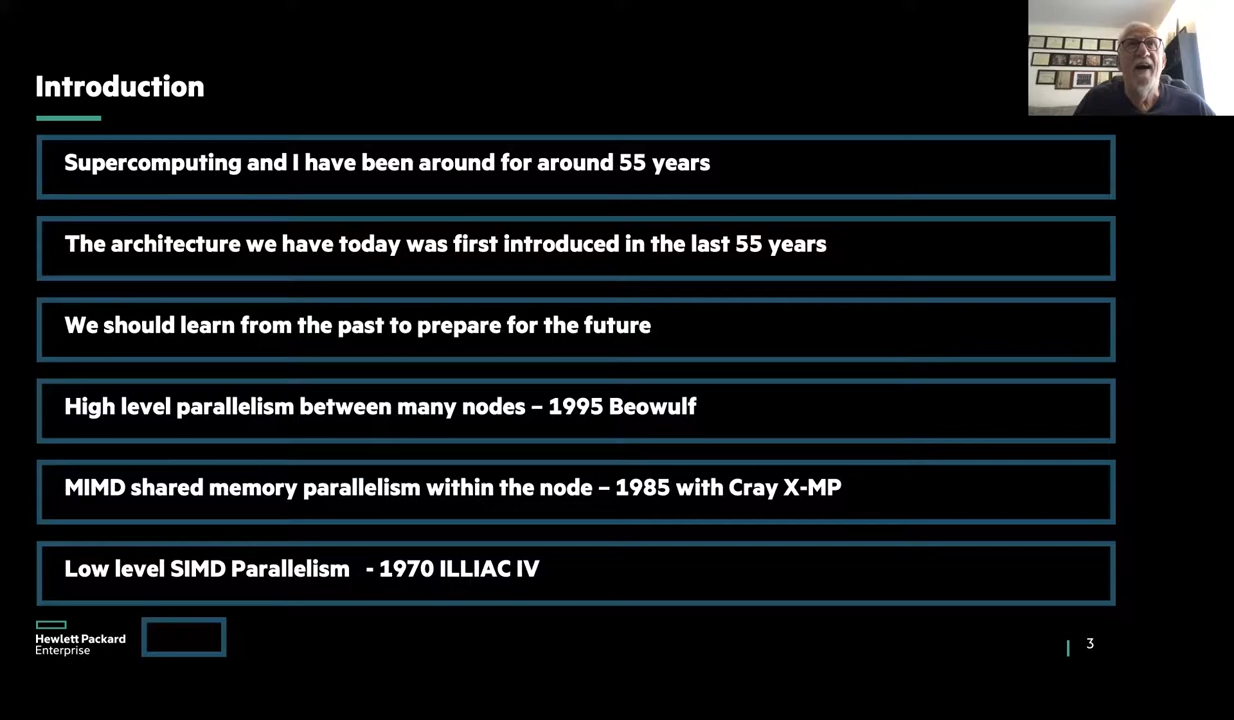 Introduction
Supercomputing and I have been around for around 55 years
The architecture we have today was first introduced in the last 55 years
We should learn from the past to prepare for the future
High level parallelism between many nodes – 1995 Beowulf
MIMD shared memory parallelism within the node – 1985 with Cray X-MP
Low level SIMD Parallelism - 1970 ILLIAC IV
Hewlett Packard
Enterprise
3